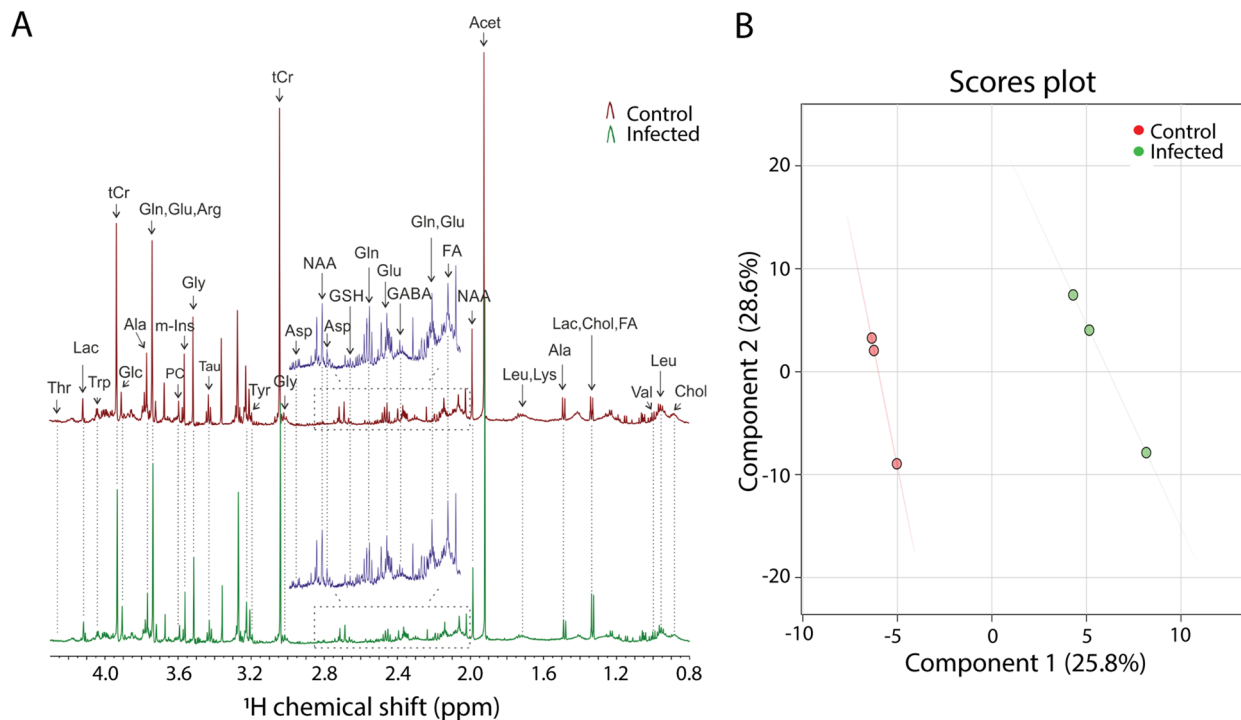 A
Acet
tCr
Control
Infected
tCr
Gln,Glu,Arg
Gln,Glu
NAA
Gln
FA
Glu
Gly
GSH
GABA
NAA
Ala
m-Ins
Asp
Asp
Lac,Chol,FA
Lac
Glc
PC
Tau
Ala
Leu
Thr
Trp
Tyr
Gly
Leu,Lys
Val
Chol
4.0 3.6 3.2 2.8 2.4 2.0 1.6 1.2 0.8
¹H chemical shift (ppm)
B
Scores plot
Control
Infected
Component 2 (28.6%)
20
10
0
-10
-20
-10 -5 0 5 10
Component 1 (25.8%)